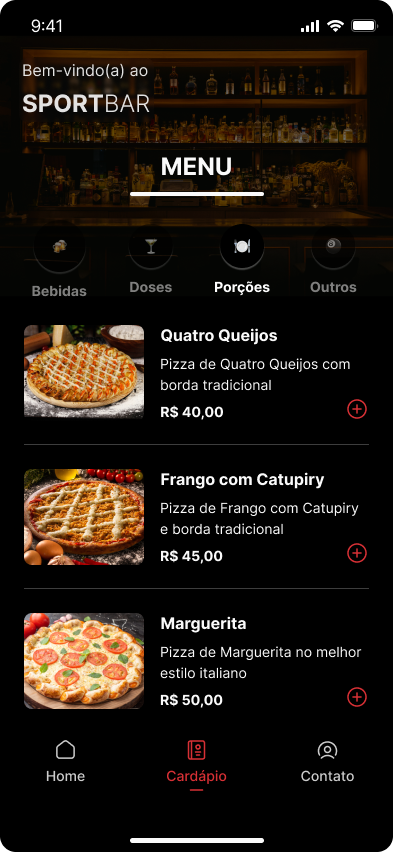 9:41
Bem-vindo(a) ao
SPORTBAR
MENU
Bebidas
Doses
Porções
Outros
Quatro Queijos
Pizza de Quatro Queijos com
borda tradicional
R$ 40,00
Frango com Catupiry
Pizza de Frango com Catupiry
e borda tradicional
R$ 45,00
Marguerita
Pizza de Marguerita no melhor
estilo italiano
R$ 50,00
Home
Cardápio
Contato